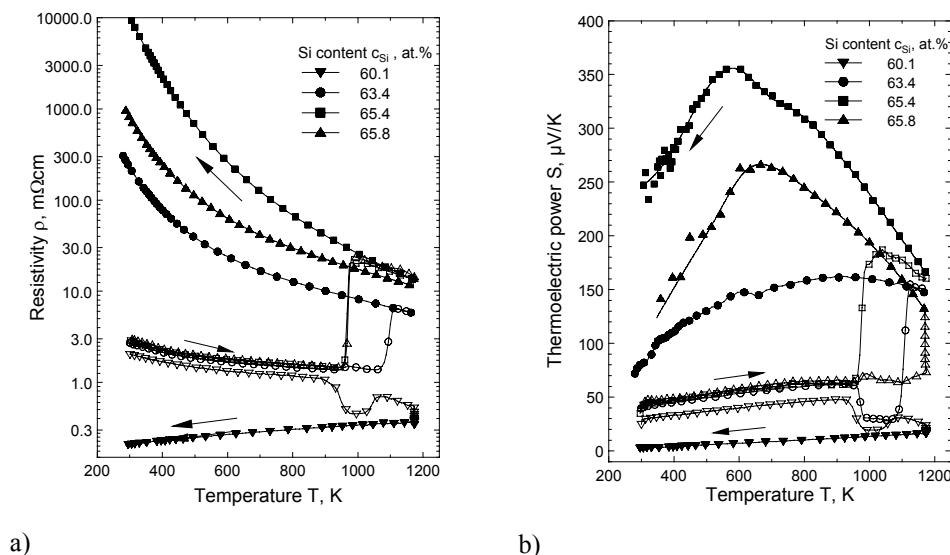 a)
Resistivity ρ, mΩcm
10000.0
3000.0
1000.0
300.0
100.0
30.0
10.0
3.0
1.0
0.3
Si content cSi , at.%
60.1
63.4
65.4
65.8
200 400 600 800 1000 1200
Temperature T, K
b)
Thermoelectric power S, µV/K
400
350
300
250
200
150
100
50
0
Si content cSi, at.%
60.1
63.4
65.4
65.8
200 400 600 800 1000 1200
Temperature T, K
a)
b)